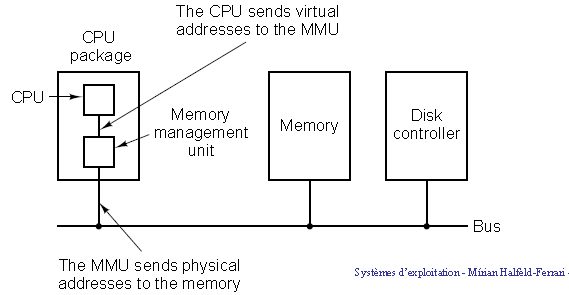 The CPU sends virtual
addresses to the MMU
CPU
package
CPU
Memory
management
unit
Memory
Disk
controller
Bus
The MMU sends physical
addresses to the memory
Systèmes d'exploitation - Mírian Halfeld-Ferrari -